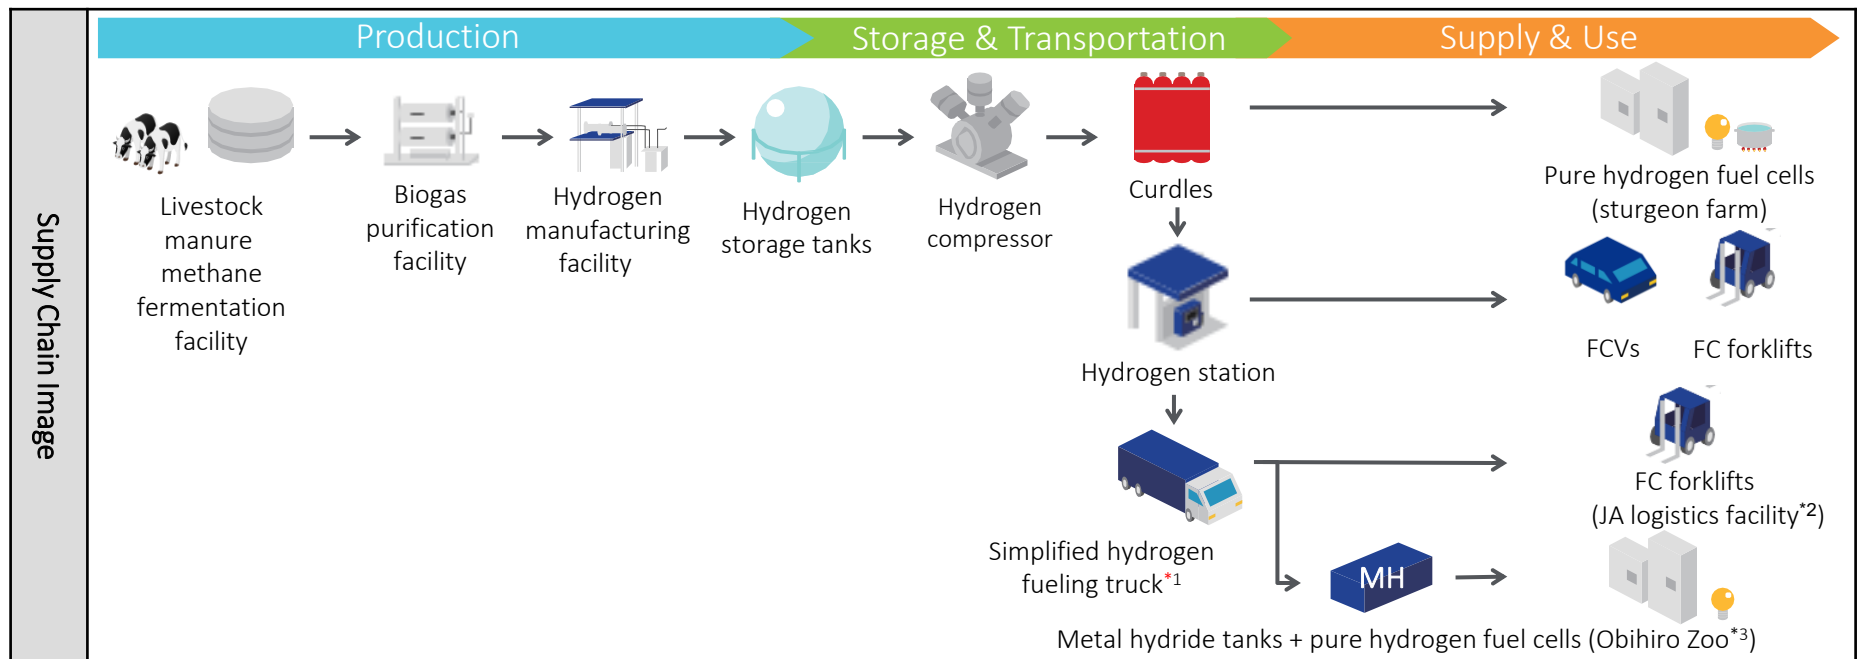 Production
Storage & Transportation
Supply & Use
Supply Chain Image
Livestock
manure
methane
fermentation
facility
Biogas
purification
facility
Hydrogen
manufacturing
facility
Hydrogen
storage tanks
Hydrogen
compressor
Curdles
Pure hydrogen fuel cells
(sturgeon farm)
Hydrogen station
FCVs
FC forklifts
Simplified hydrogen
fueling truck*1
FC forklifts
(JA logistics facility*2)
MH
Metal hydride tanks + pure hydrogen fuel cells (Obihiro Zoo*3)